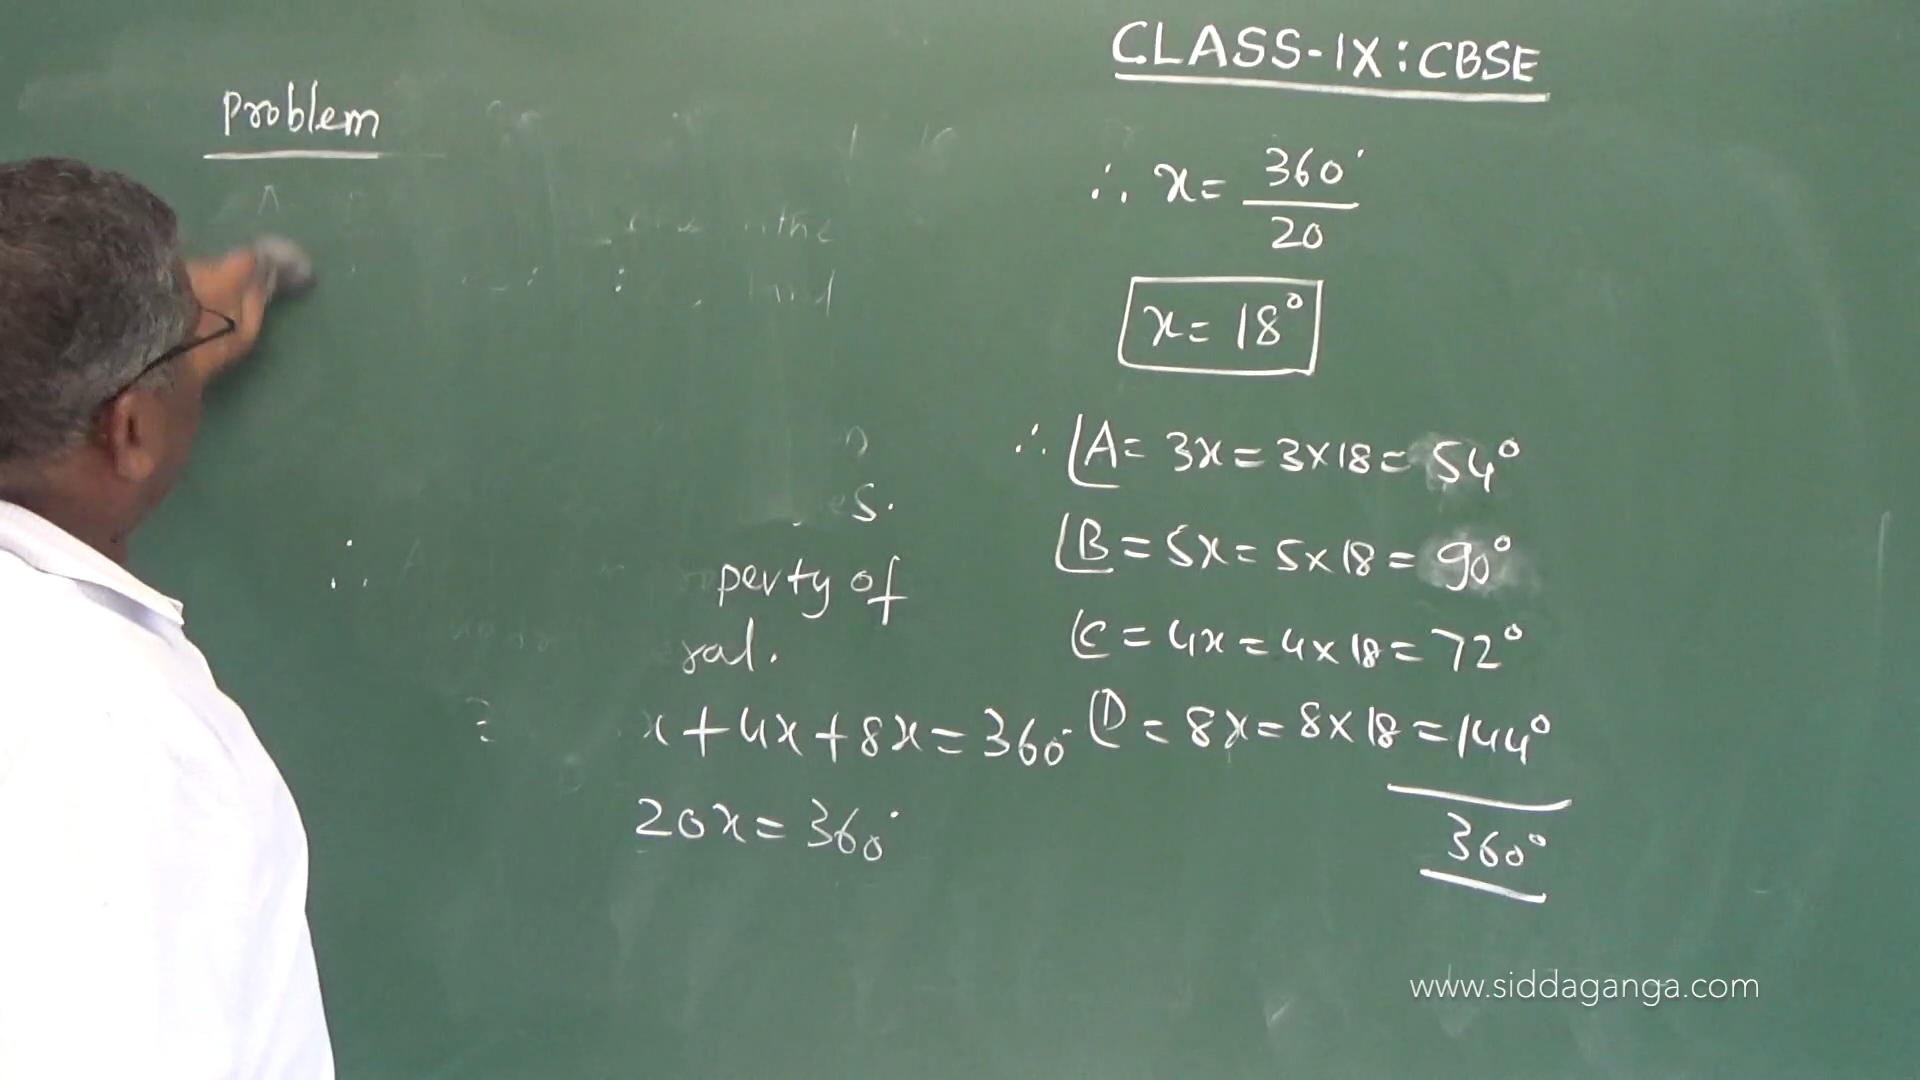 CLASS-IX: CBSE
Problem
the
perty of
ral.
x+4x+8x=360°
20x=360°
∴ x= 360°
20
x=18°
∴ ∠A= 3x=3×18= 54°
∠B=5x=5×18=90°
∠C=4x=4×18=72°
∠D=8x=8×18=144°
360°
www.siddaganga.com